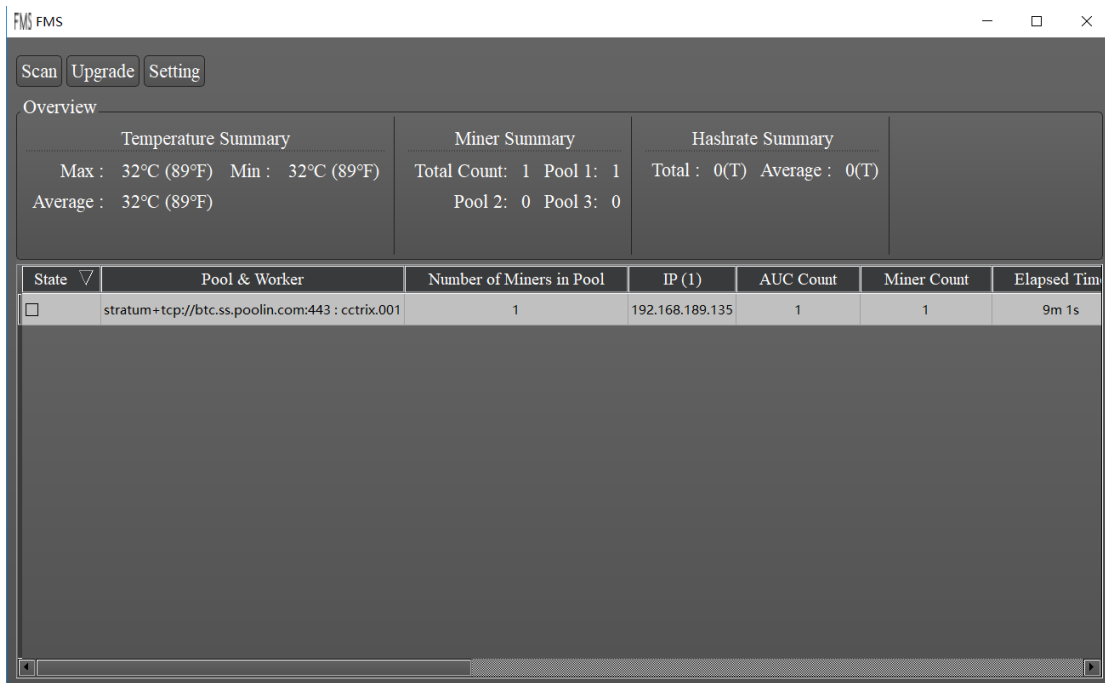 FMS FMS
Scan Upgrade Setting
Overview
Temperature Summary Miner Summary Hashrate Summary
Max : 32°C (89°F) Min : 32°C (89°F) Total Count: 1 Pool 1: 1 Total : 0(T) Average : 0(T)
Average : 32°C (89°F) Pool 2: 0 Pool 3: 0
State Pool & Worker Number of Miners in Pool IP (1) AUC Count Miner Count Elapsed Tim
stratum+tcp://btc.ss.poolin.com:443 : cctrix.001 1 192.168.189.135 1 1 9m 1s